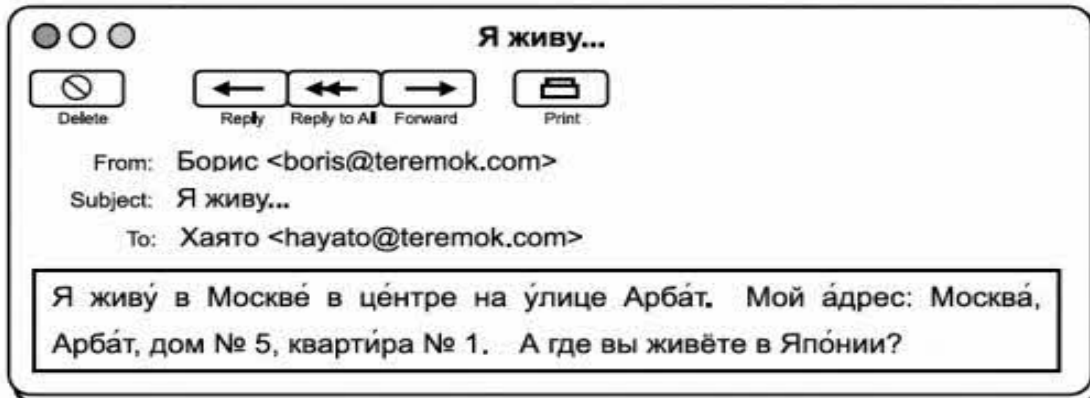 Я живу...
Delete Reply Reply to All Forward Print
From: Борис <boris@teremok.com>
Subject: Я живу...
To: Хаято <hayato@teremok.com>
Я живу́ в Москве́ в це́нтре на у́лице Арба́т. Мой а́дрес: Москва́,
Арба́т, дом № 5, кварти́ра № 1. А где вы живёте в Япо́нии?